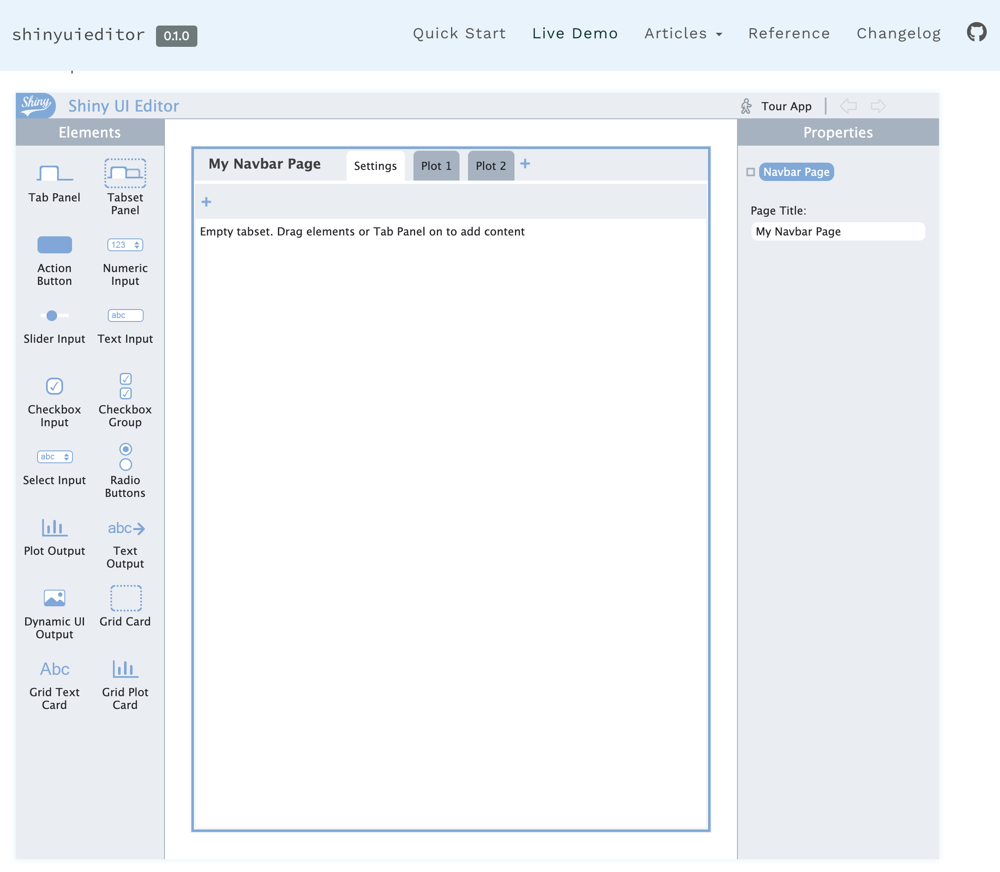 shinyuieditor 0.1.0 Quick Start Live Demo Articles Reference Changelog
Shiny Shiny UI Editor Tour App
Elements
Tab Panel
Tabset
Panel
Action
Button
123
Numeric
Input
Slider Input
abc
Text Input
Checkbox
Input
Checkbox
Group
abc
Select Input
Radio
Buttons
Plot Output
abc
Text
Output
Dynamic UI
Output
Grid Card
Abc
Grid Text
Card
Grid Plot
Card
My Navbar Page Settings Plot 1 Plot 2 +
+
Empty tabset. Drag elements or Tab Panel on to add content
Properties
Navbar Page
Page Title:
My Navbar Page